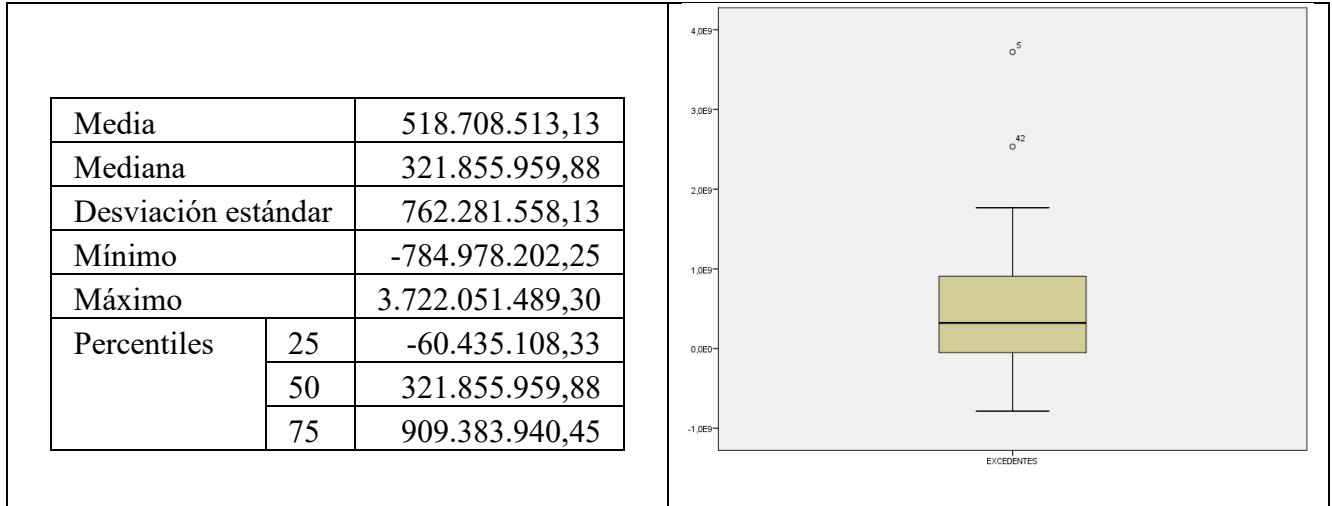 Media 518.708.513,13
Mediana 321.855.959,88
Desviación estándar 762.281.558,13
Mínimo -784.978.202,25
Máximo 3.722.051.489,30
Percentiles 25 -60.435.108,33
50 321.855.959,88
75 909.383.940,45
4,0E9
5
3,0E9
42
2,0E9
1,0E9
0,0E0
-1,0E9
EXCEDENTES